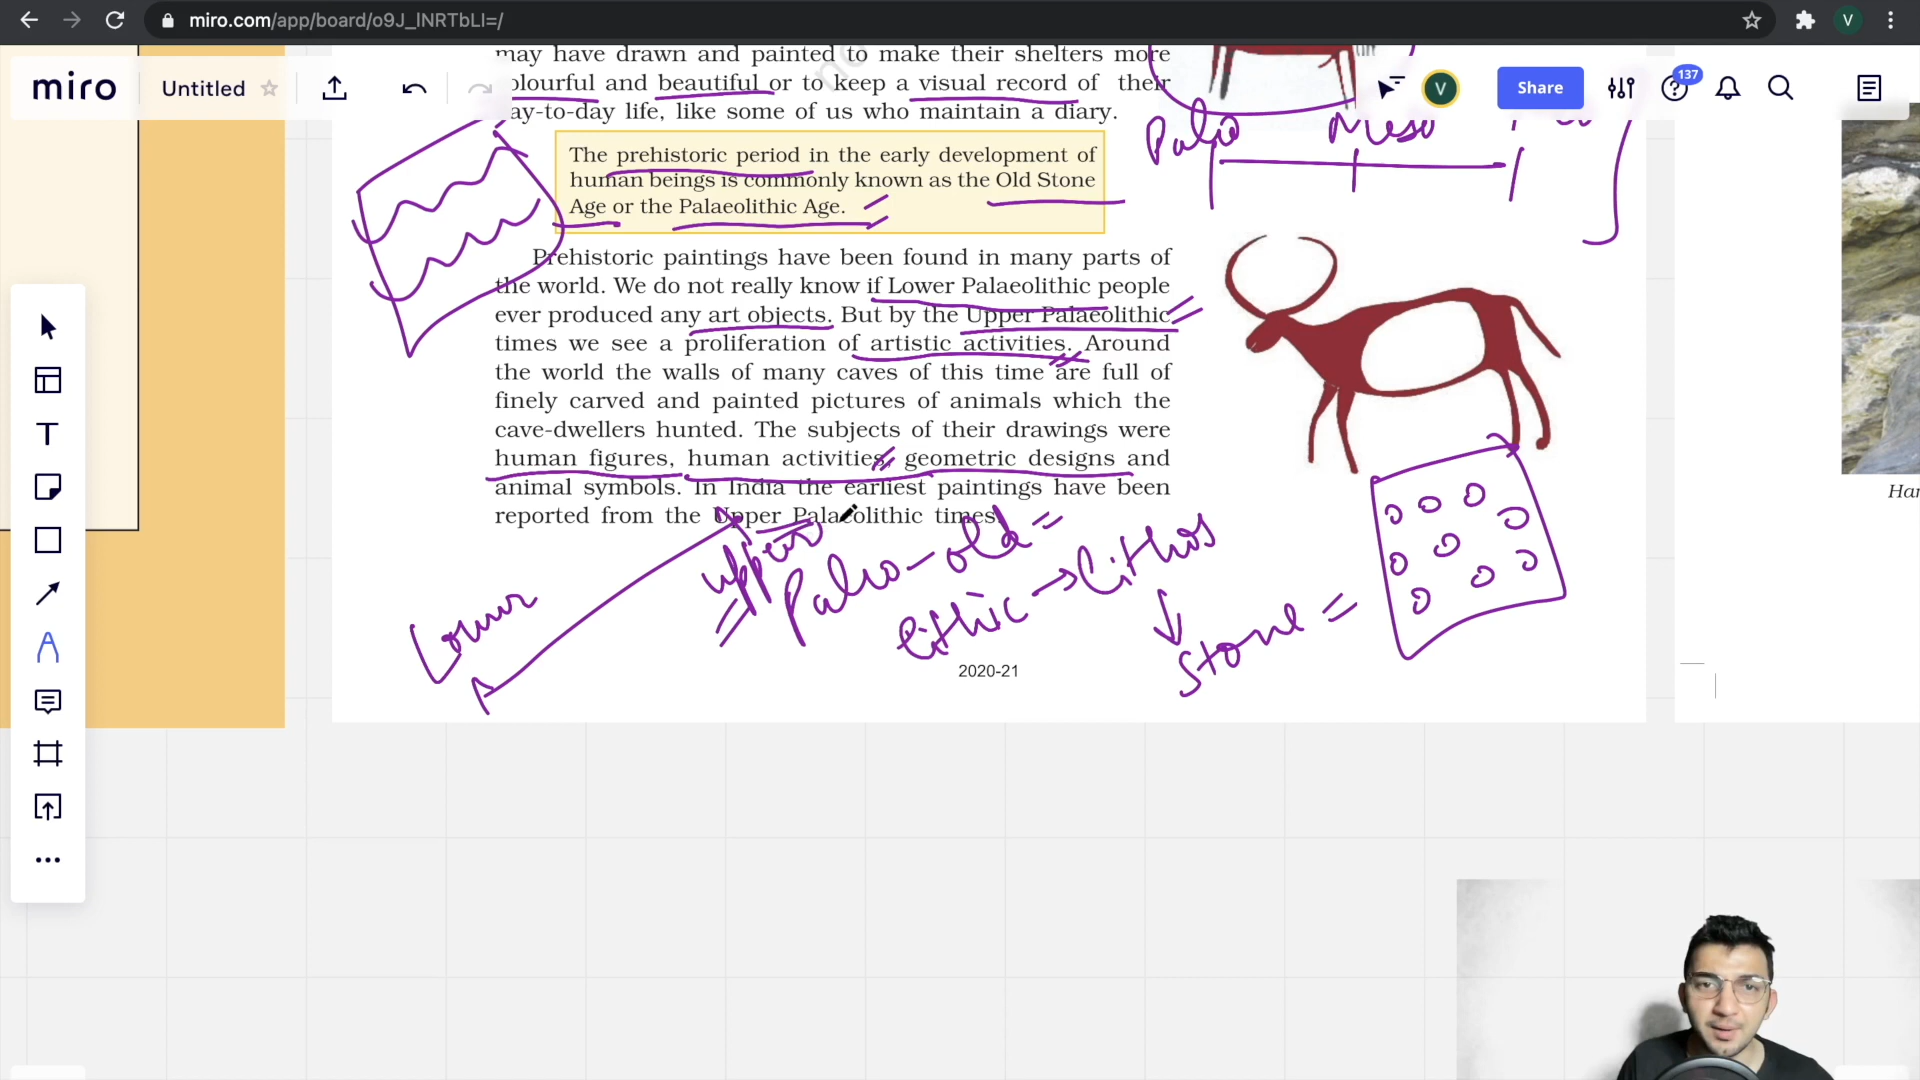 miro.com/app/board/o9J_lNRTbLI=/
V
miro
Untitled
V
Share
137
may have drawn and painted to make their shelters more
olourful and beautiful or to keep a visual record of their
ay-to-day life, like some of us who maintain a diary.
The prehistoric period in the early development of
human beings is commonly known as the Old Stone
Age or the Palaeolithic Age.
Paleo
Meso
Prehistoric paintings have been found in many parts of
the world. We do not really know if Lower Palaeolithic people
ever produced any art objects. But by the Upper Palaeolithic
times we see a proliferation of artistic activities. Around
the world the walls of many caves of this time are full of
finely carved and painted pictures of animals which the
cave-dwellers hunted. The subjects of their drawings were
human figures, human activities, geometric designs and
animal symbols. In India the earliest paintings have been
reported from the Upper Palaeolithic times.
Har
Lower
upper
Paleo - old =
lithic → lithos
Stone =
2020-21